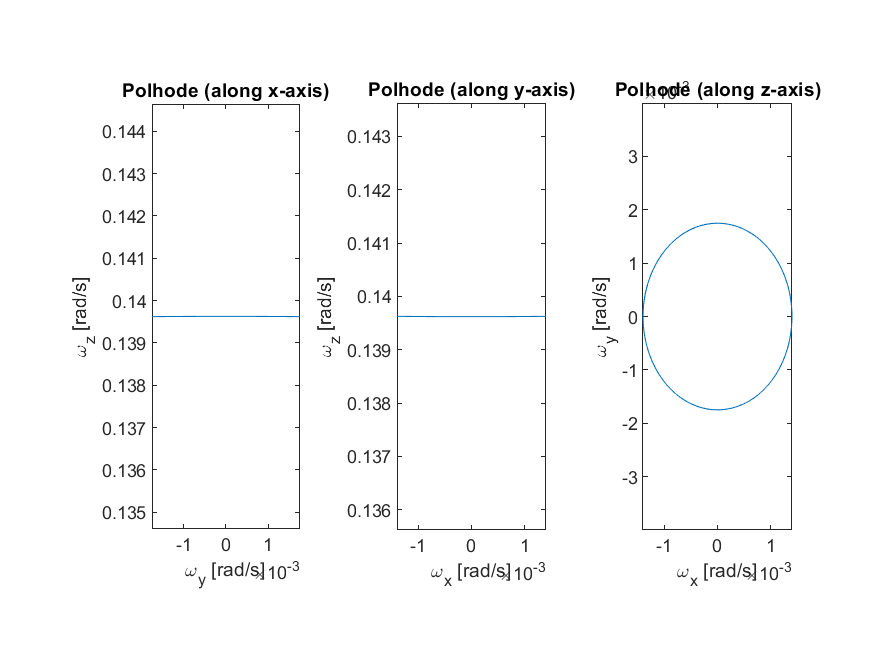 Polhode (along x-axis)
0.144
0.143
0.142
0.141
0.14
0.139
0.138
0.137
0.136
0.135
ω_z [rad/s]
-1 0 1
ω_y [rad/s]
×10^-3
Polhode (along y-axis)
0.143
0.142
0.141
0.14
0.139
0.138
0.137
0.136
ω_z [rad/s]
-1 0 1
ω_x [rad/s]
×10^-3
Polhode (along z-axis)
×10^-3
3
2
1
0
-1
-2
-3
ω_y [rad/s]
-1 0 1
ω_x [rad/s]
×10^-3